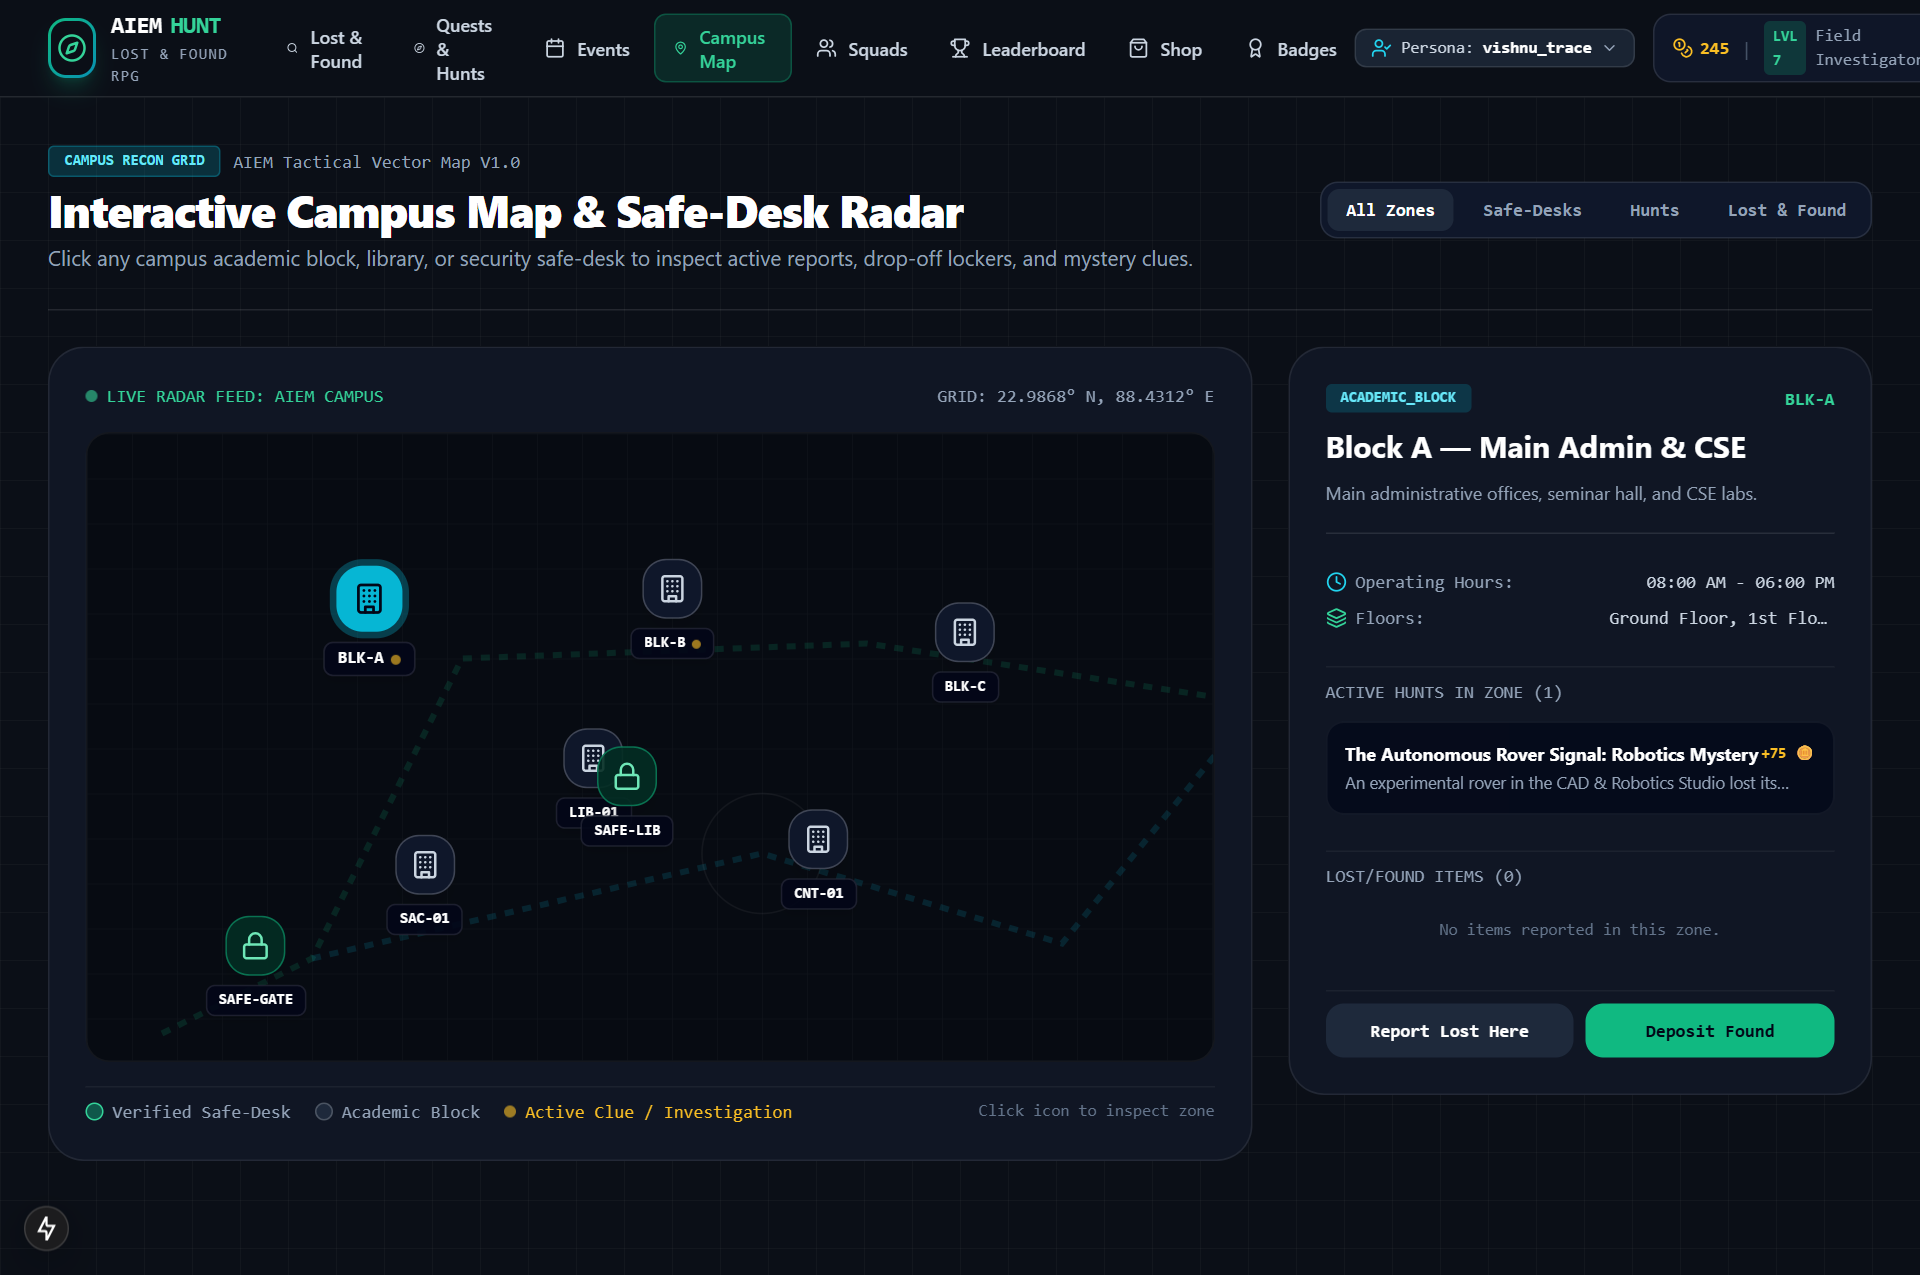 AIEM HUNT
LOST & FOUND
RPG
Lost &
Found
Quests
&
Hunts
Events
Campus
Map
Squads
Leaderboard
Shop
Badges
Persona: vishnu_trace
245
LVL
7
Field
Investigator
CAMPUS RECON GRID
AIEM Tactical Vector Map V1.0
Interactive Campus Map & Safe-Desk Radar
Click any campus academic block, library, or security safe-desk to inspect active reports, drop-off lockers, and mystery clues.
All Zones
Safe-Desks
Hunts
Lost & Found
LIVE RADAR FEED: AIEM CAMPUS
GRID: 22.9868° N, 88.4312° E
BLK-A
BLK-B
BLK-C
LIB-01
SAFE-LIB
CNT-01
SAC-01
SAFE-GATE
Verified Safe-Desk
Academic Block
Active Clue / Investigation
Click icon to inspect zone
ACADEMIC_BLOCK
BLK-A
Block A — Main Admin & CSE
Main administrative offices, seminar hall, and CSE labs.
Operating Hours:
08:00 AM - 06:00 PM
Floors:
Ground Floor, 1st Flo…
ACTIVE HUNTS IN ZONE (1)
The Autonomous Rover Signal: Robotics Mystery +75
An experimental rover in the CAD & Robotics Studio lost its...
LOST/FOUND ITEMS (0)
No items reported in this zone.
Report Lost Here
Deposit Found